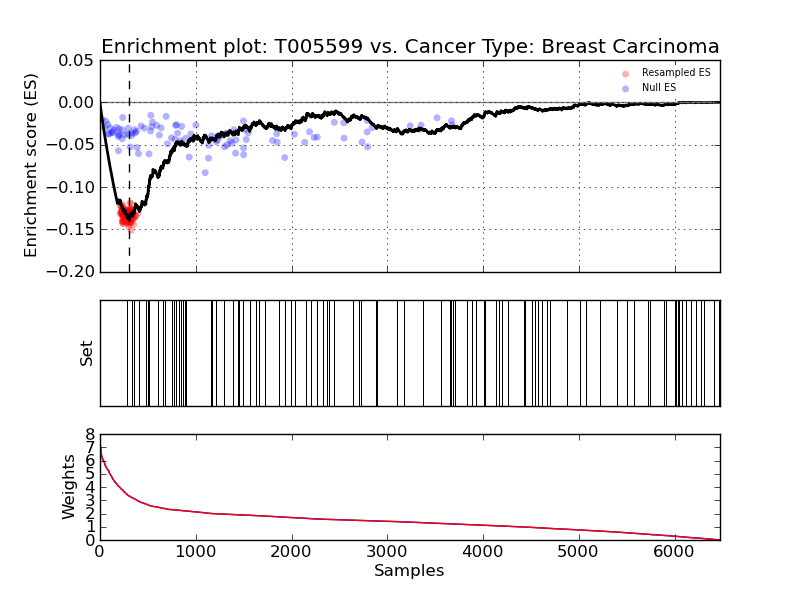 Enrichment plot: T005599 vs. Cancer Type: Breast Carcinoma
Enrichment score (ES)
0.05
0.00
−0.05
−0.10
−0.15
−0.20
Resampled ES
Null ES
Set
Weights
8
7
6
5
4
3
2
1
0
0 1000 2000 3000 4000 5000 6000
Samples